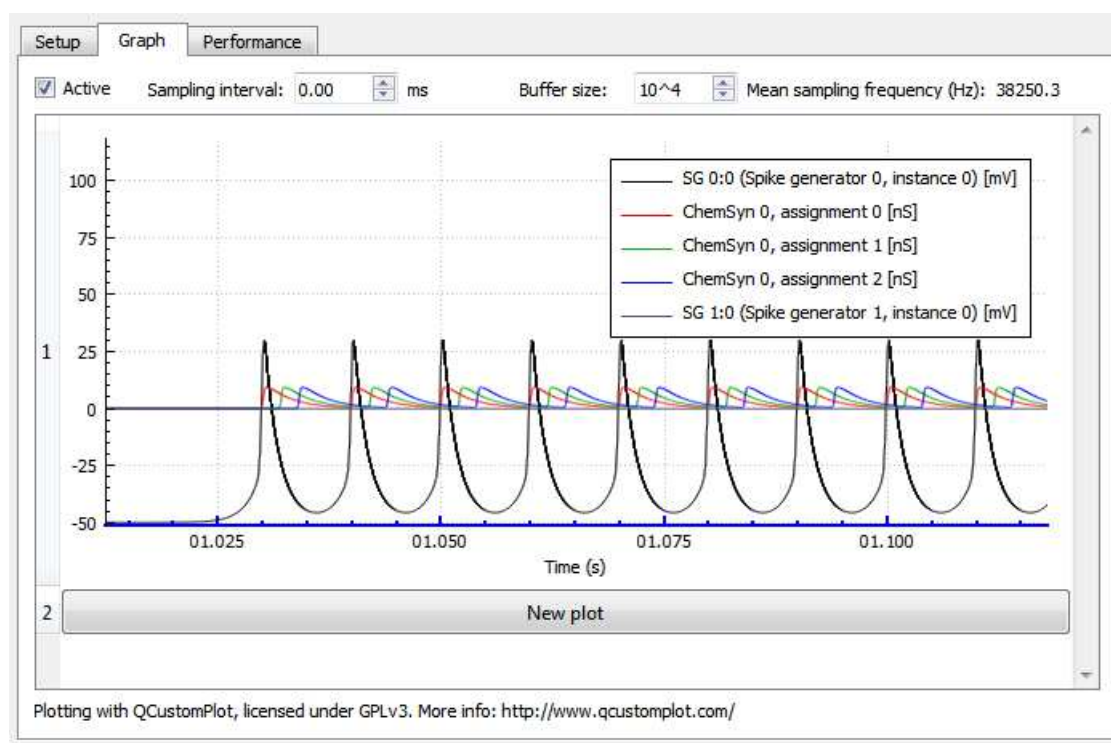 Setup Graph Performance
Active Sampling interval: 0.00 ms Buffer size: 10^4 Mean sampling frequency (Hz): 38250.3
SG 0:0 (Spike generator 0, instance 0) [mV]
ChemSyn 0, assignment 0 [nS]
ChemSyn 0, assignment 1 [nS]
ChemSyn 0, assignment 2 [nS]
SG 1:0 (Spike generator 1, instance 0) [mV]
100
75
50
1 25
0
-25
-50
01.025 01.050 01.075 01.100
Time (s)
2 New plot
Plotting with QCustomPlot, licensed under GPLv3. More info: http://www.qcustomplot.com/